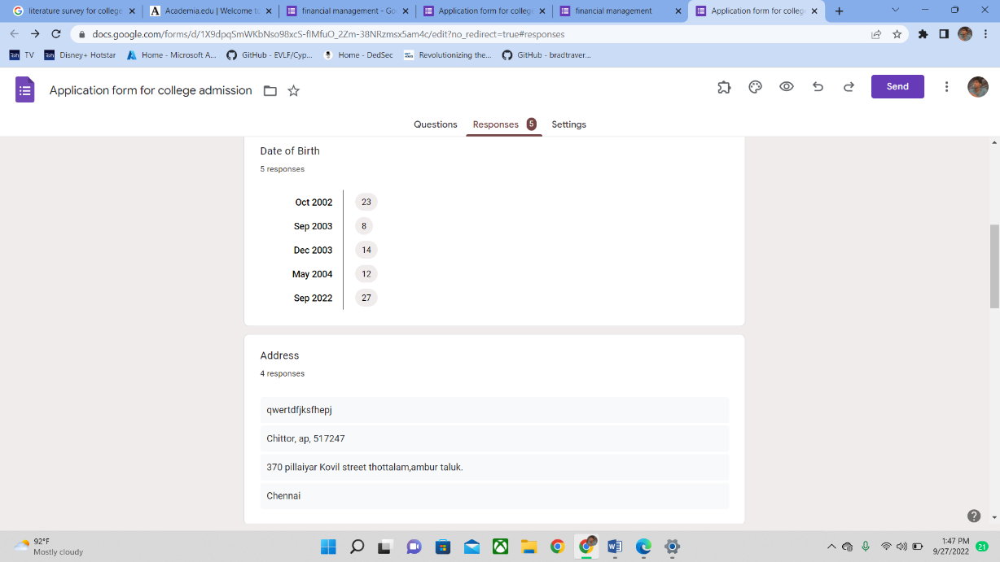 literature survey for college
Academia.edu | Welcome to
financial management - Go
Application form for colleg
financial management
Application form for colleg
docs.google.com/forms/d/1X9dpqSmWKbNso98xcS-flMfuO_2Zm-38NRzmsx5am4c/edit?no_redirect=true#responses
TV
Disney+ Hotstar
Home - Microsoft A...
GitHub - EVLF/Cyp...
Home - DedSec
Revolutionizing the...
GitHub - bradtraver...
Application form for college admission
Send
Questions
Responses 5
Settings
Date of Birth
5 responses
Oct 2002 23
Sep 2003 8
Dec 2003 14
May 2004 12
Sep 2022 27
Address
4 responses
qwertdfjksfhepj
Chittor, ap, 517247
370 pillaiyar Kovil street thottalam,ambur taluk.
Chennai
92°F
Mostly cloudy
1:47 PM
9/27/2022
21